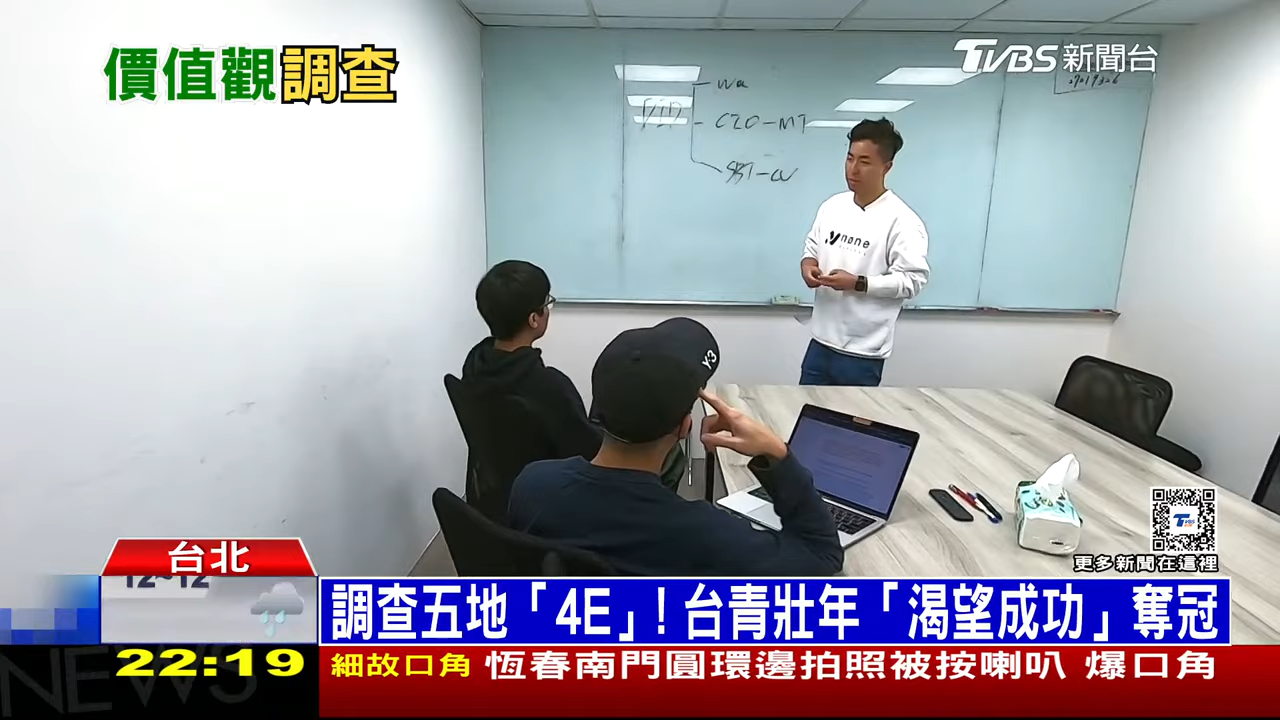 價值觀調查
TVBS新聞台
none
Y-3
TVBS
更多新聞在這裡
台北
12~12
調查五地「4E」! 台青壯年「渴望成功」奪冠
22:19
細故口角 恆春南門圓環邊拍照被按喇叭 爆口角
NEWS